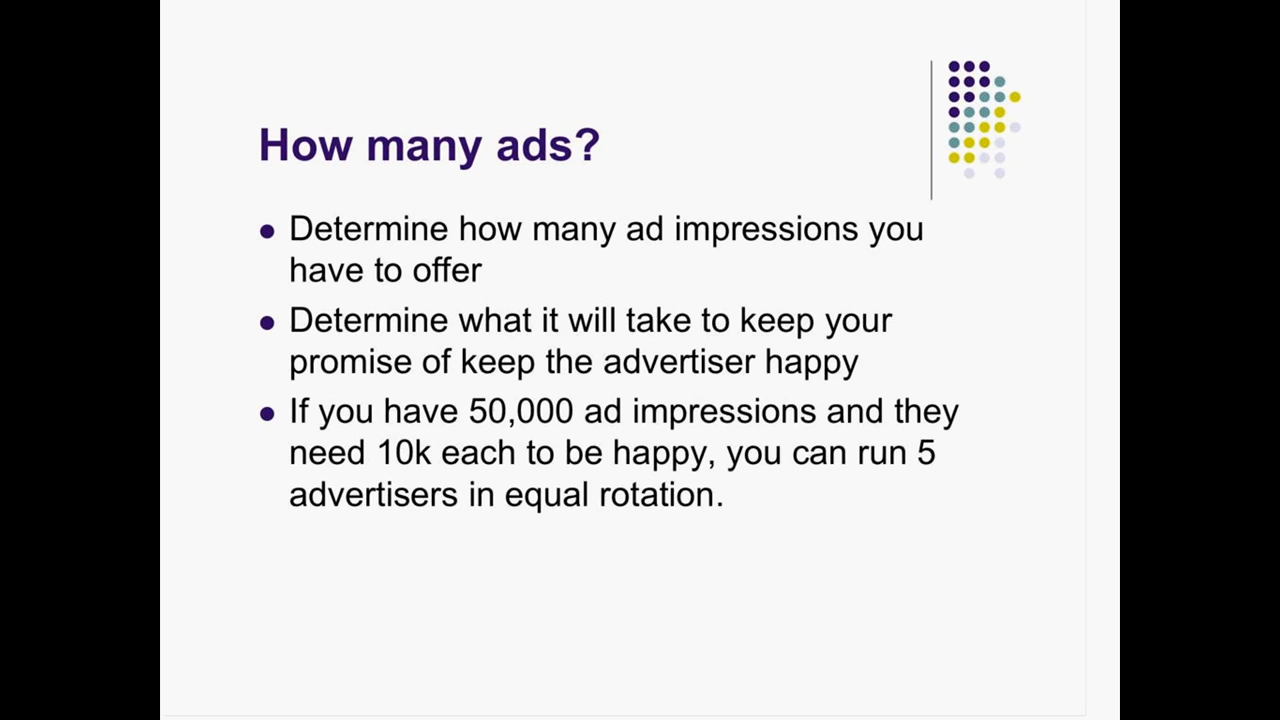 How many ads?
Determine how many ad impressions you
have to offer
Determine what it will take to keep your
promise of keep the advertiser happy
If you have 50,000 ad impressions and they
need 10k each to be happy, you can run 5
advertisers in equal rotation.